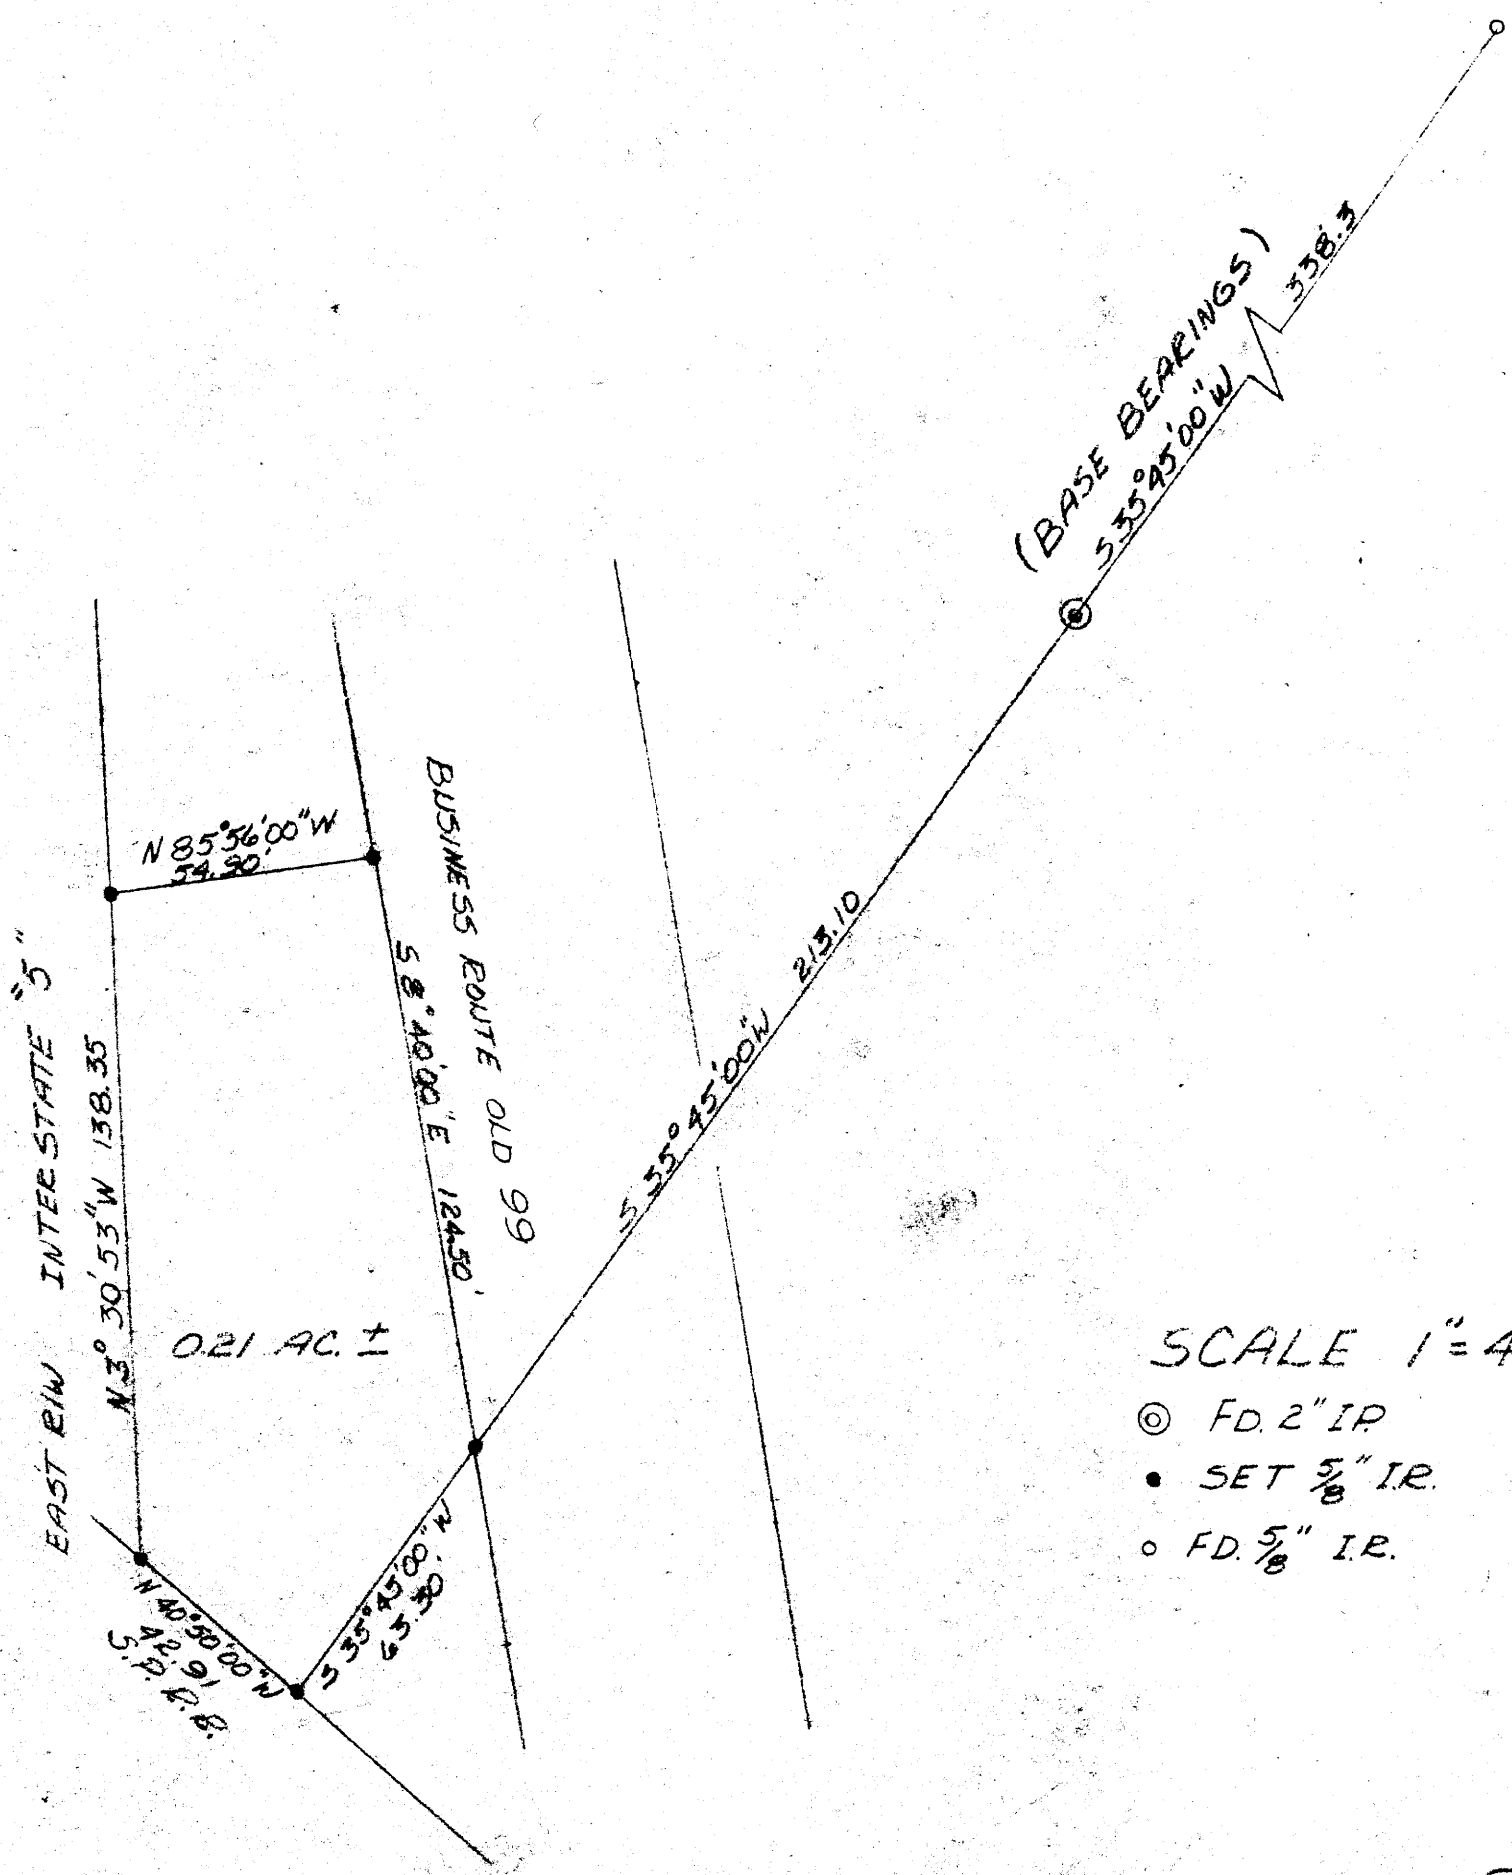 338.3
(BASE BEARINGS)
S 35°45'00"W
N 85°56'00"W
54.90'
BUSINESS ROUTE OLD 99
213.10
S 35°45'00"W
S 8°40'00"E 124.50'
EAST R/W INTERSTATE "5"
N 3°30'53"W 138.35
0.21 AC. ±
SCALE 1"=4
FD. 2" I.P.
SET 5/8" I.R.
FD. 5/8" I.R.
S 35°45'00"W
63.30'
N 40°50'00"W
42.91
S.P.R.R.